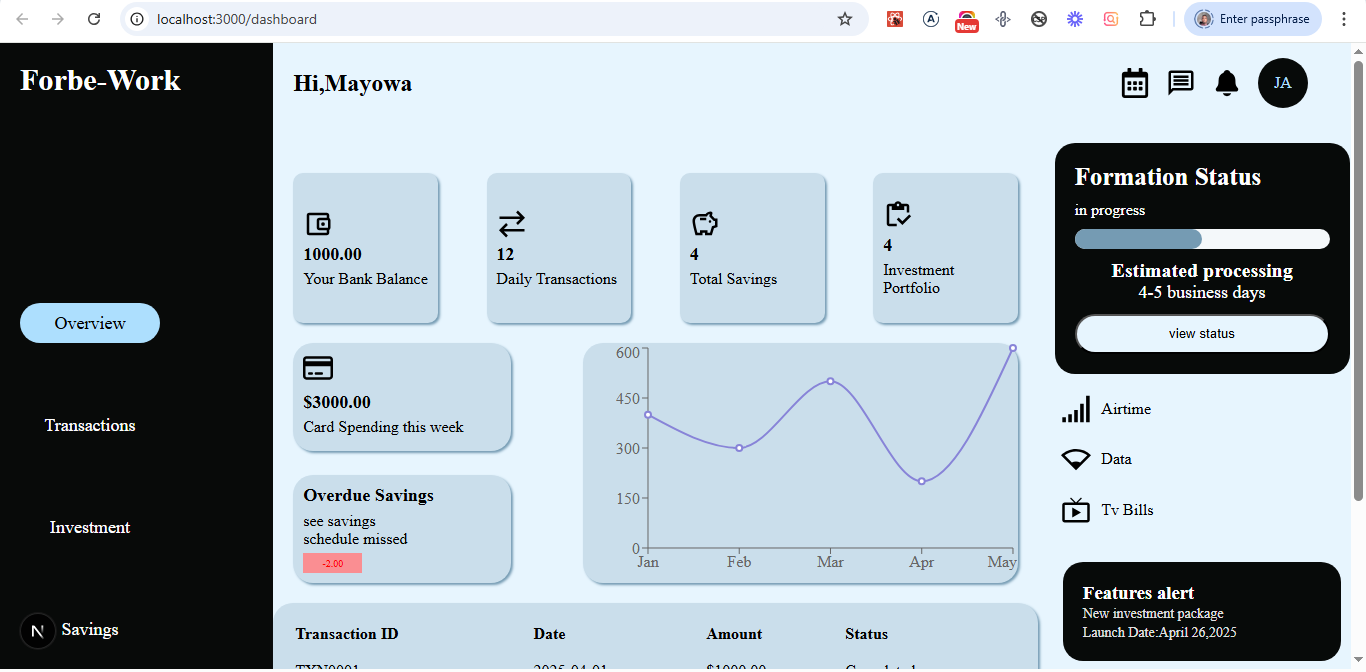 localhost:3000/dashboard
New
Enter passphrase
Forbe-Work
Hi,Mayowa
JA
Overview
Transactions
Investment
N
Savings
1000.00
Your Bank Balance
12
Daily Transactions
4
Total Savings
4
Investment
Portfolio
$3000.00
Card Spending this week
Overdue Savings
see savings
schedule missed
-2.00
600
450
300
150
0
Jan Feb Mar Apr May
Formation Status
in progress
Estimated processing
4-5 business days
view status
Airtime
Data
Tv Bills
Features alert
New investment package
Launch Date:April 26,2025
Transaction ID Date Amount Status